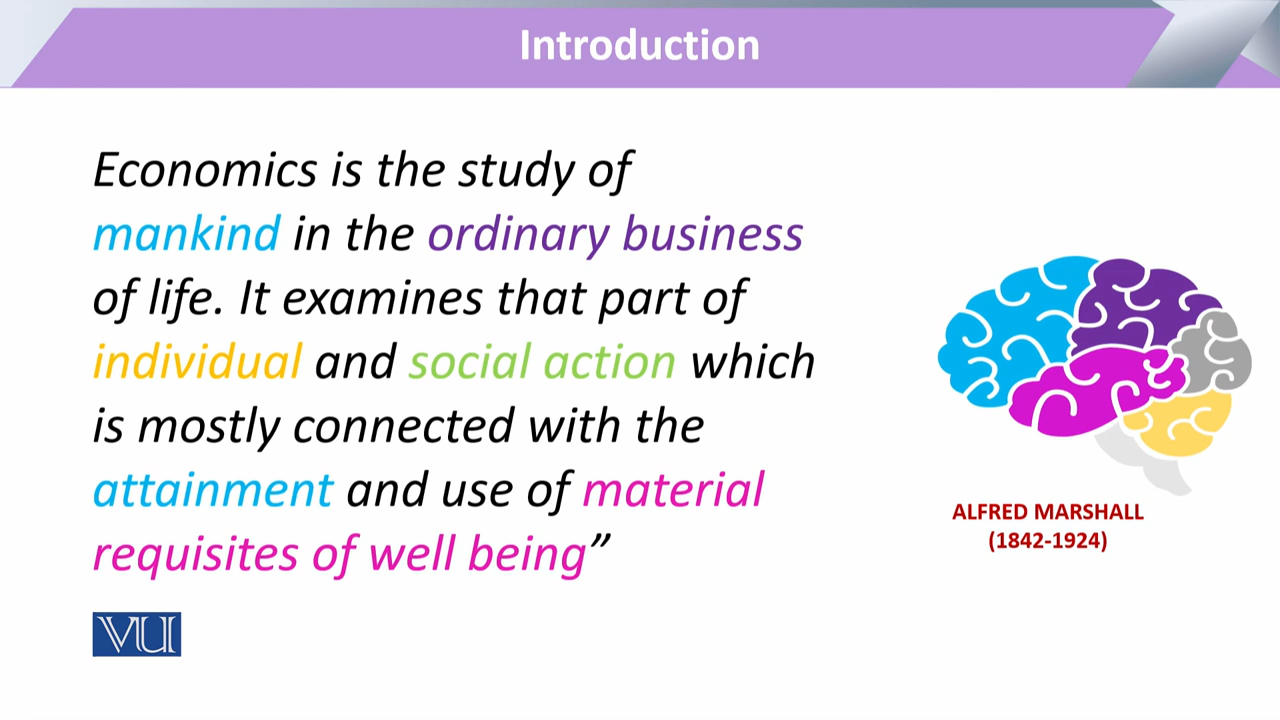 Introduction
Economics is the study of
mankind in the ordinary business
of life. It examines that part of
individual and social action which
is mostly connected with the
attainment and use of material
requisites of well being”
ALFRED MARSHALL
(1842-1924)
VU